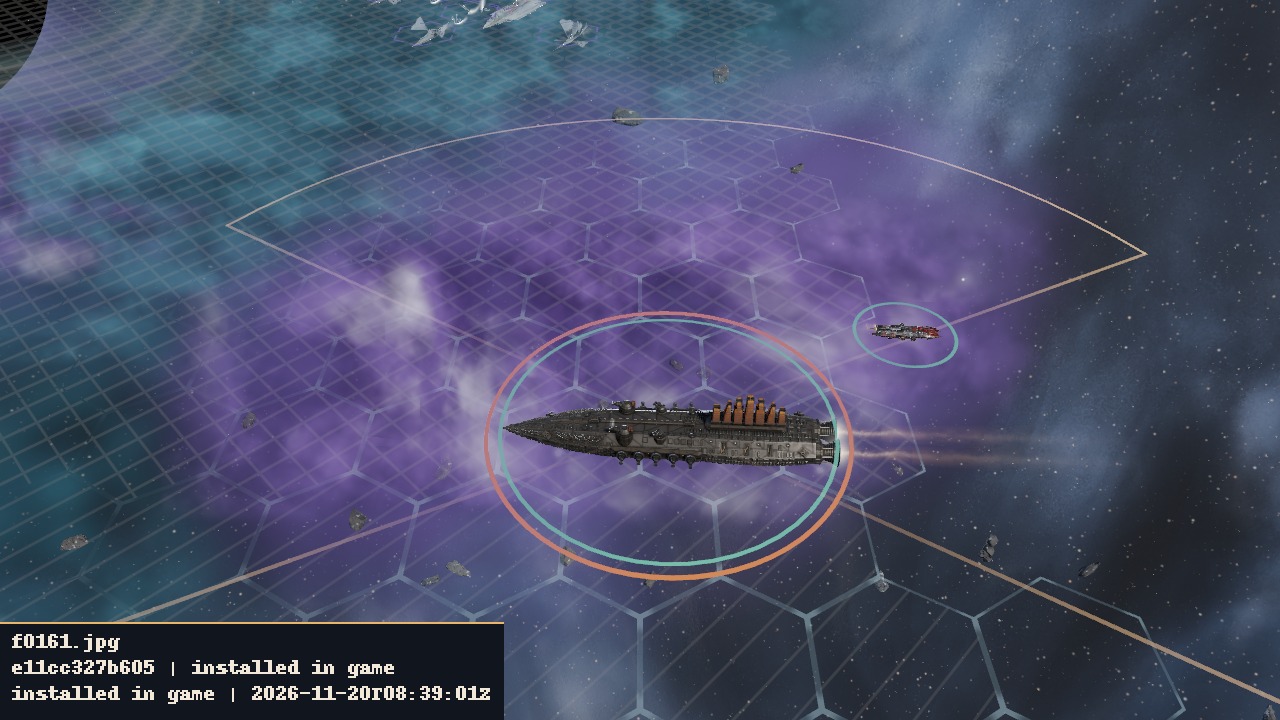 f0161.jpg
e11cc327b605 | installed in game
installed in game | 2026-11-20T08:39:01Z